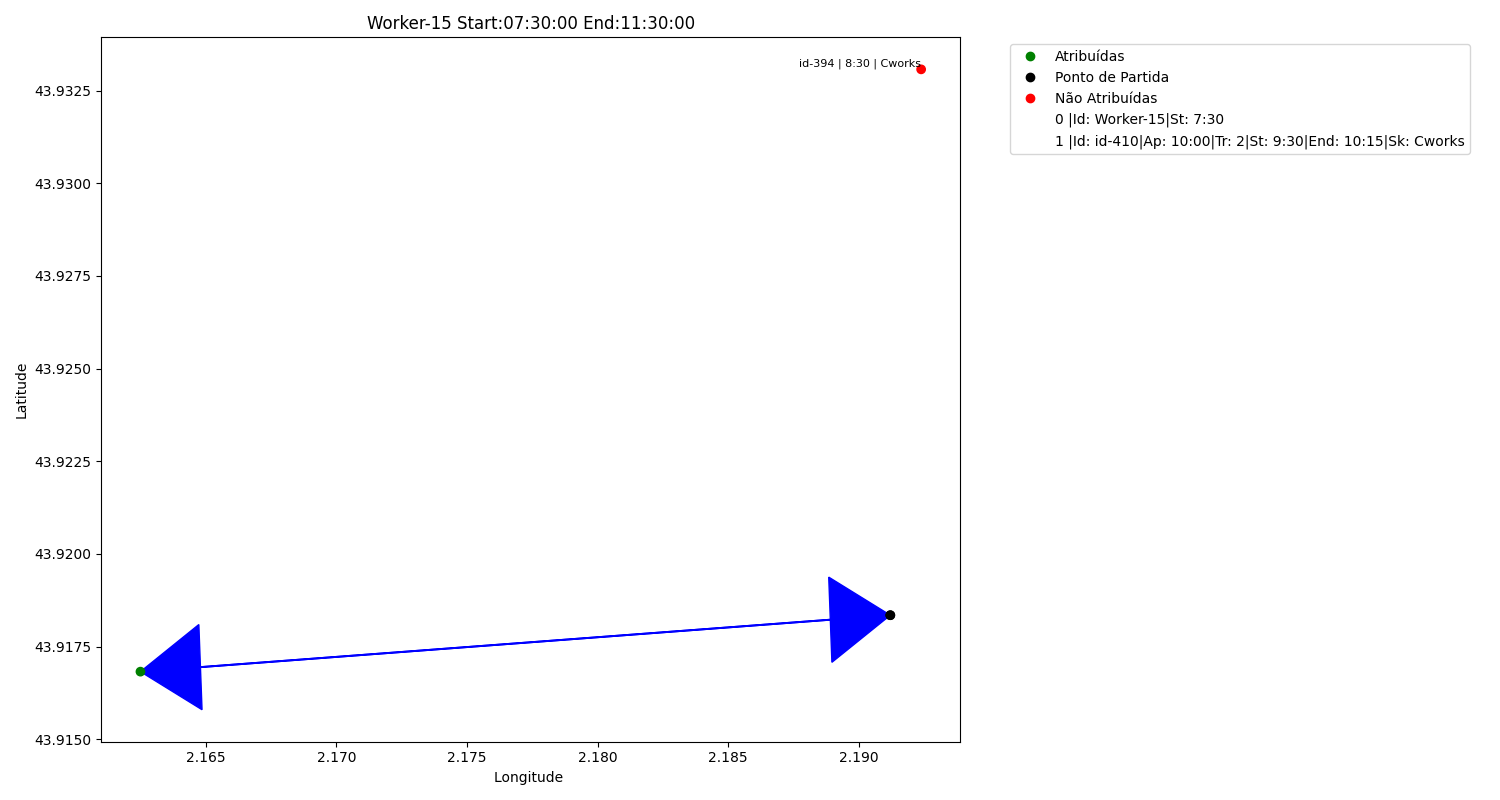 Worker-15 Start:07:30:00 End:11:30:00
id-394 | 8:30 | Cworks
Atribuídas
Ponto de Partida
Não Atribuídas
0 |Id: Worker-15|St: 7:30
1 |Id: id-410|Ap: 10:00|Tr: 2|St: 9:30|End: 10:15|Sk: Cworks
Latitude
43.9325
43.9300
43.9275
43.9250
43.9225
43.9200
43.9175
43.9150
2.165 2.170 2.175 2.180 2.185 2.190
Longitude